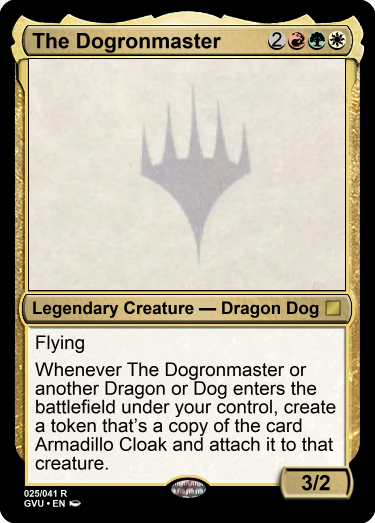 The Dogronmaster 2
Legendary Creature — Dragon Dog
Flying
Whenever The Dogronmaster or
another Dragon or Dog enters the
battlefield under your control, create
a token that's a copy of the card
Armadillo Cloak and attach it to that
creature.
3/2
025/041 R
GVU • EN